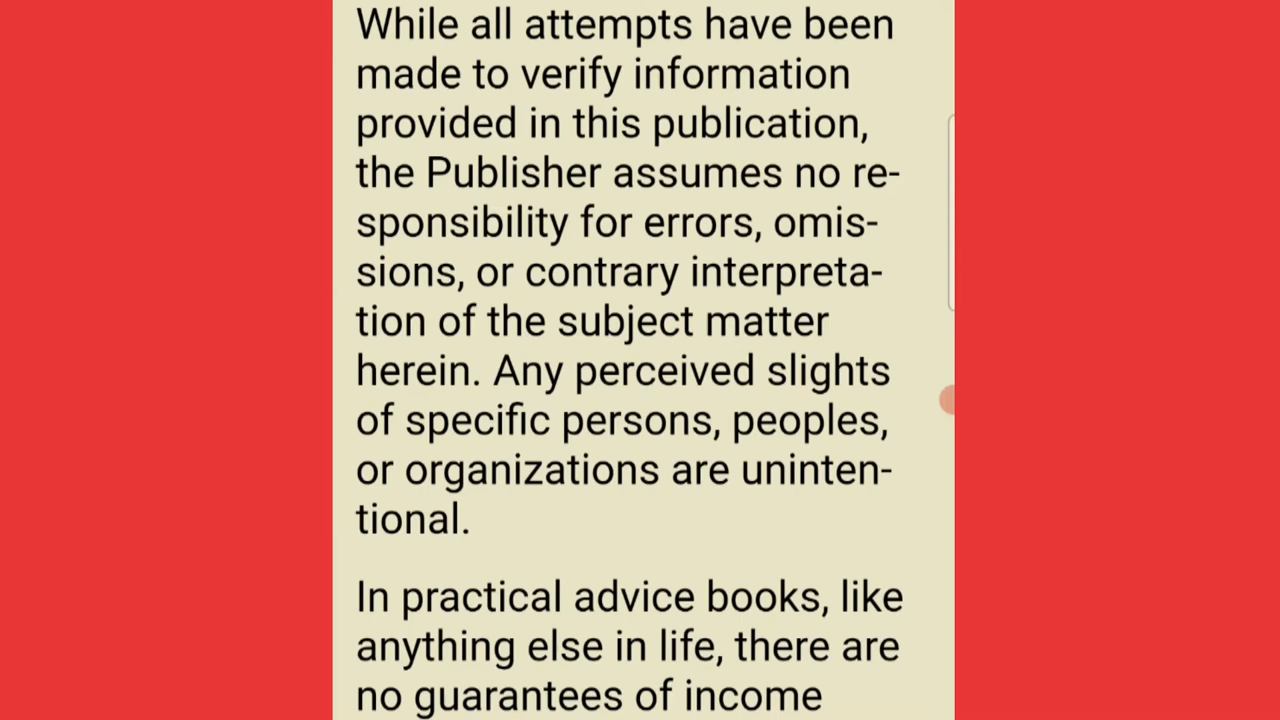 While all attempts have been
made to verify information
provided in this publication,
the Publisher assumes no re-
sponsibility for errors, omis-
sions, or contrary interpreta-
tion of the subject matter
herein. Any perceived slights
of specific persons, peoples,
or organizations are uninten-
tional.
In practical advice books, like
anything else in life, there are
no guarantees of income